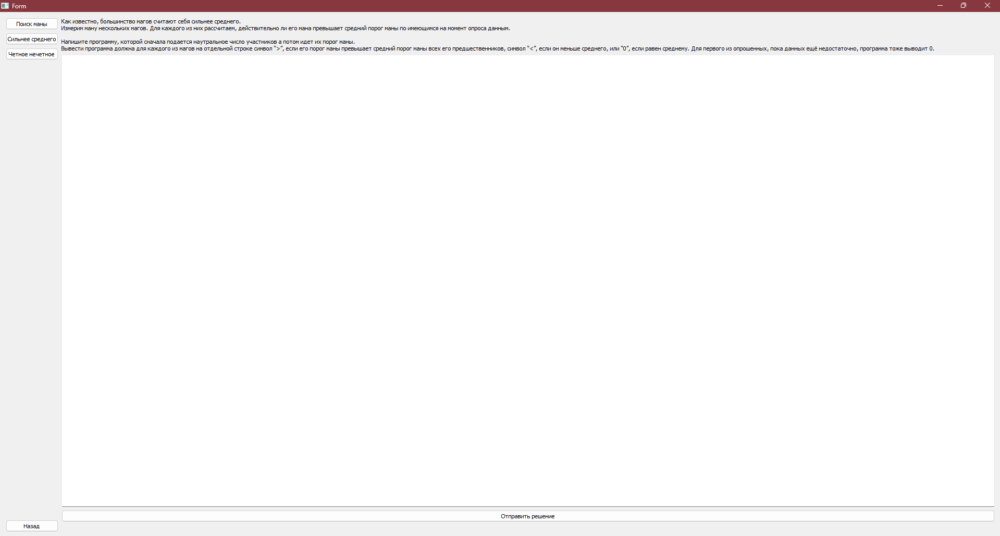 Form
Поиск маны
Сильнее среднего
Четное нечетное
Как известно, большинство магов считают себя сильнее среднего.
Измерим ману нескольких магов. Для каждого из них рассчитаем, действительно ли его мана превышает средний порог маны по имеющимся на момент опроса данным.
Напишите программу, которой сначала подается наутральное число участников а потом идет их порог маны.
Вывести программа должна для каждого из магов на отдельной строке символ “>”, если его порог маны превышает средний порог маны всех его предшественников, символ “<”, если он меньше среднего, или “0”, если равен среднему. Для первого из опрошенных, пока данных ещё недостаточно, программа тоже выводит 0.
Отправить решение
Назад